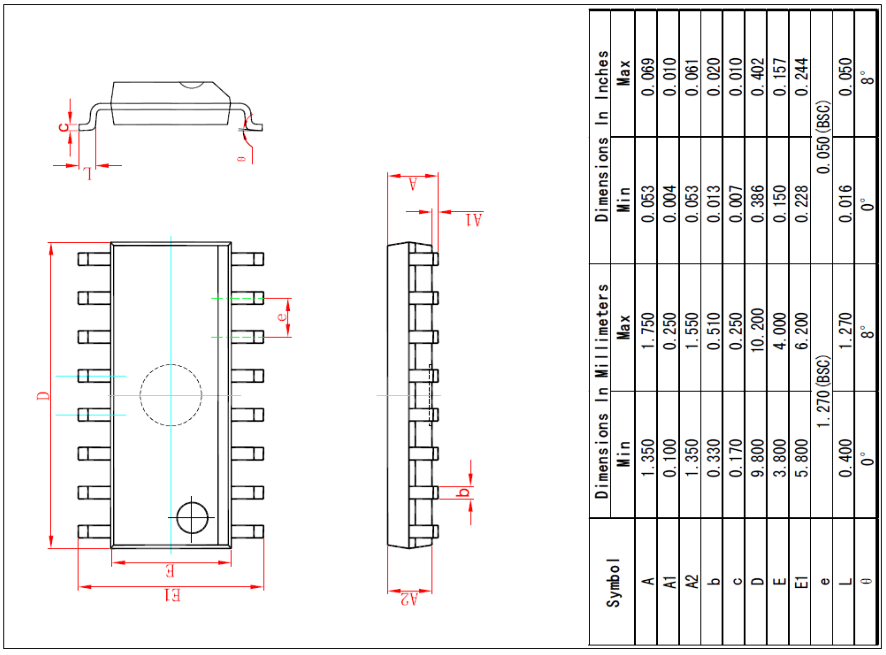 c
L
θ
A
A1
D
e
b
E
E1
A2
Symbol Dimensions In Millimeters Dimensions In Inches
Min Max Min Max
A 1.350 1.750 0.053 0.069
A1 0.100 0.250 0.004 0.010
A2 1.350 1.550 0.053 0.061
b 0.330 0.510 0.013 0.020
c 0.170 0.250 0.007 0.010
D 9.800 10.200 0.386 0.402
E 3.800 4.000 0.150 0.157
E1 5.800 6.200 0.228 0.244
e 1.270(BSC) 0.050(BSC)
L 0.400 1.270 0.016 0.050
θ 0° 8° 0° 8°